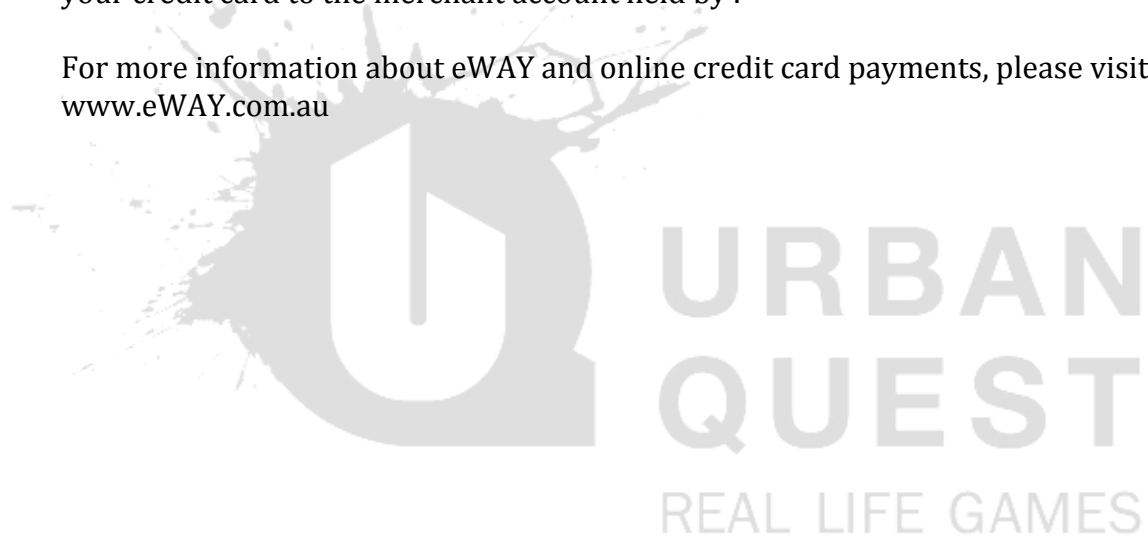 your credit card to the merchant account held by .
For more information about eWAY and online credit card payments, please visit
www.eWAY.com.au
URBAN
QUEST
REAL LIFE GAMES